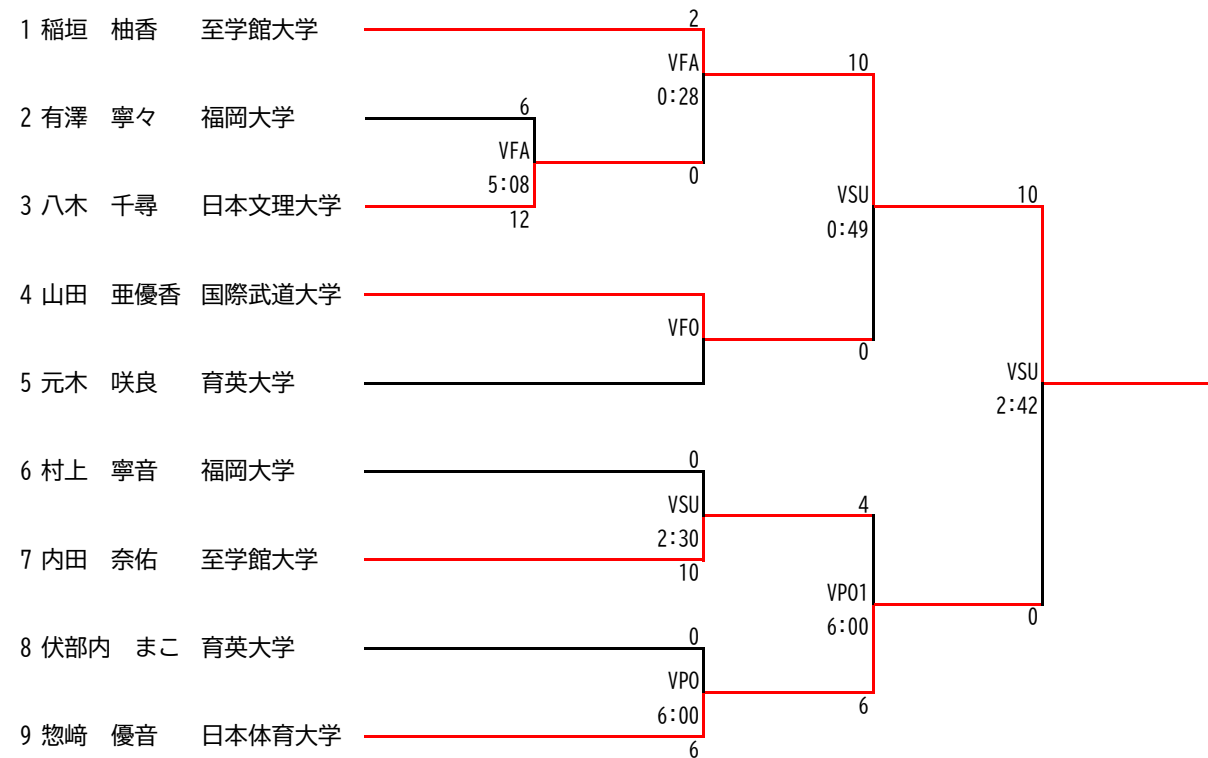 2
1 稲垣 柚香 至学館大学
VFA
10
0:28
6
2 有澤 寧々 福岡大学
VFA
0
5:08
VSU
10
3 八木 千尋 日本文理大学
12
0:49
4 山田 亜優香 国際武道大学
VFO
0
VSU
5 元木 咲良 育英大学
2:42
0
6 村上 寧音 福岡大学
VSU
4
2:30
7 内田 奈佑 至学館大学
10
VPO1
0
6:00
0
8 伏部内 まこ 育英大学
VPO
6
6:00
9 惣﨑 優音 日本体育大学
6